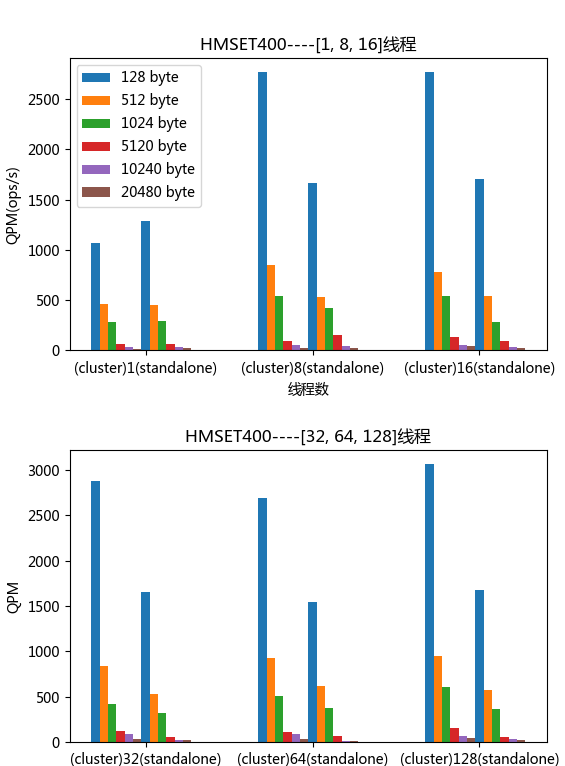 HMSET400----[1, 8, 16]线程
QPM(ops/s)
2500
2000
1500
1000
500
0
128 byte
512 byte
1024 byte
5120 byte
10240 byte
20480 byte
(cluster)1(standalone)
(cluster)8(standalone)
(cluster)16(standalone)
线程数
HMSET400----[32, 64, 128]线程
QPM
3000
2500
2000
1500
1000
500
0
(cluster)32(standalone)
(cluster)64(standalone)
(cluster)128(standalone)